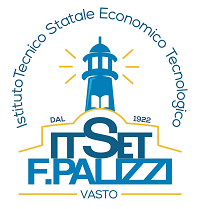 Istituto Tecnico Statale Economico Tecnologico
DAL 1922
ITSET
F.PALIZZI
VASTO